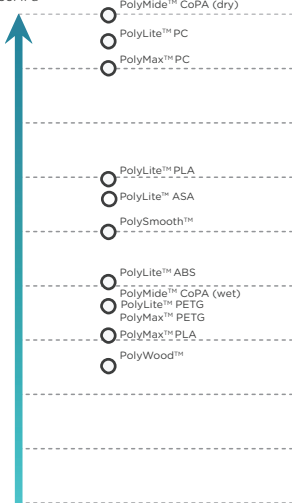 PolyMide™ CoPA (dry)
PolyLite™ PC
PolyMax™ PC
PolyLite™ PLA
PolyLite™ ASA
PolySmooth™
PolyLite™ ABS
PolyMide™ CoPA (wet)
PolyLite™ PETG
PolyMax™ PETG
PolyMax™ PLA
PolyWood™